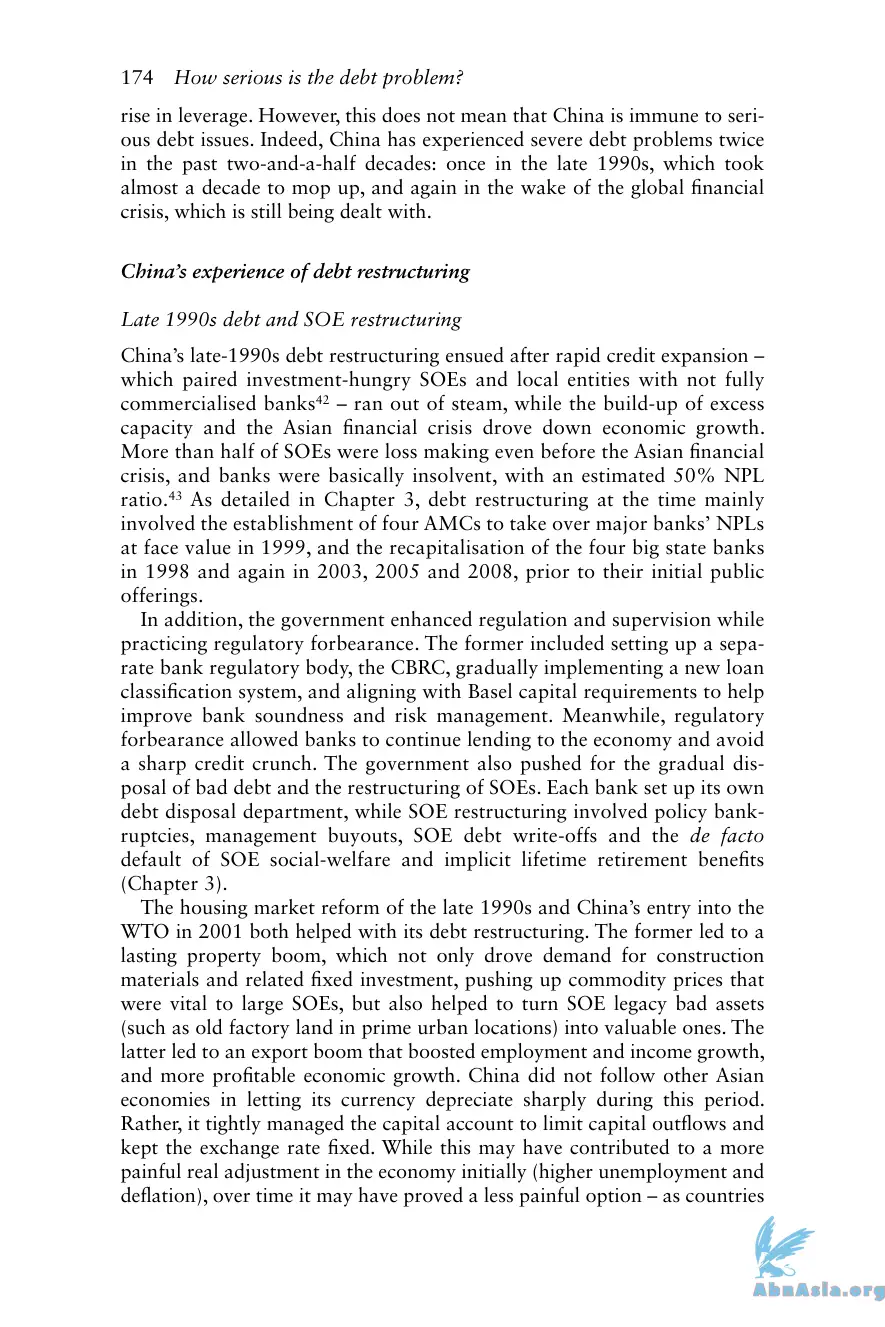 174 How serious is the debt problem?
rise in leverage. However, this does not mean that China is immune to seri-
ous debt issues. Indeed, China has experienced severe debt problems twice
in the past two-and-a-half decades: once in the late 1990s, which took
almost a decade to mop up, and again in the wake of the global financial
crisis, which is still being dealt with.
China’s experience of debt restructuring
Late 1990s debt and SOE restructuring
China’s late-1990s debt restructuring ensued after rapid credit expansion –
which paired investment-hungry SOEs and local entities with not fully
commercialised banks⁴² – ran out of steam, while the build-up of excess
capacity and the Asian financial crisis drove down economic growth.
More than half of SOEs were loss making even before the Asian financial
crisis, and banks were basically insolvent, with an estimated 50% NPL
ratio.⁴³ As detailed in Chapter 3, debt restructuring at the time mainly
involved the establishment of four AMCs to take over major banks’ NPLs
at face value in 1999, and the recapitalisation of the four big state banks
in 1998 and again in 2003, 2005 and 2008, prior to their initial public
offerings.
In addition, the government enhanced regulation and supervision while
practicing regulatory forbearance. The former included setting up a sepa-
rate bank regulatory body, the CBRC, gradually implementing a new loan
classification system, and aligning with Basel capital requirements to help
improve bank soundness and risk management. Meanwhile, regulatory
forbearance allowed banks to continue lending to the economy and avoid
a sharp credit crunch. The government also pushed for the gradual dis-
posal of bad debt and the restructuring of SOEs. Each bank set up its own
debt disposal department, while SOE restructuring involved policy bank-
ruptcies, management buyouts, SOE debt write-offs and the de facto
default of SOE social-welfare and implicit lifetime retirement benefits
(Chapter 3).
The housing market reform of the late 1990s and China’s entry into the
WTO in 2001 both helped with its debt restructuring. The former led to a
lasting property boom, which not only drove demand for construction
materials and related fixed investment, pushing up commodity prices that
were vital to large SOEs, but also helped to turn SOE legacy bad assets
(such as old factory land in prime urban locations) into valuable ones. The
latter led to an export boom that boosted employment and income growth,
and more profitable economic growth. China did not follow other Asian
economies in letting its currency depreciate sharply during this period.
Rather, it tightly managed the capital account to limit capital outflows and
kept the exchange rate fixed. While this may have contributed to a more
painful real adjustment in the economy initially (higher unemployment and
deflation), over time it may have proved a less painful option – as countries
AbnAsia.org